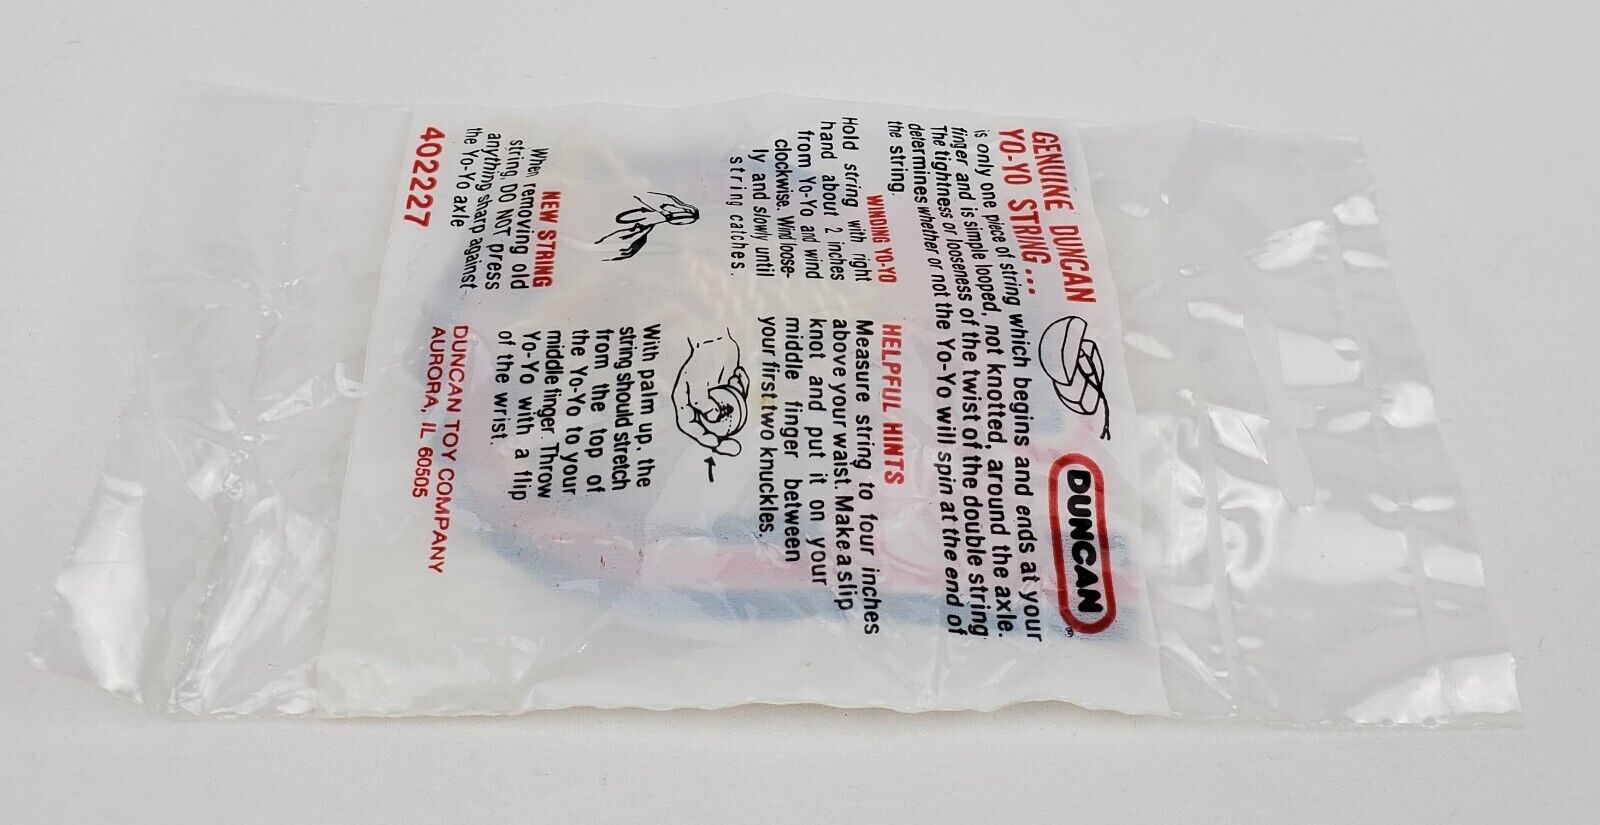 GENUINE DUNCAN
YO-YO STRING...
DUNCAN®
is only one piece of string which begins and ends at your
finger and is simple looped, not knotted, around the axle.
The tightness or looseness of the twist of the double string
determines whether or not the Yo-Yo will spin at the end of
the string.
WINDING YO-YO
Hold string with right
hand about 2 inches
from Yo-Yo and wind
clockwise. Wind loose-
ly and slowly until
string catches.
NEW STRING
When removing old
string, DO NOT press
anything sharp against
the Yo-Yo axle
402227
HELPFUL HINTS
Measure string to four inches
above your waist. Make a slip
knot and put it on your
middle finger between
your first two knuckles.
With palm up, the
string should stretch
from the top of
the Yo-Yo to your
middle finger. Throw
Yo-Yo with a flip
of the wrist.
DUNCAN TOY COMPANY
AURORA, IL 60505